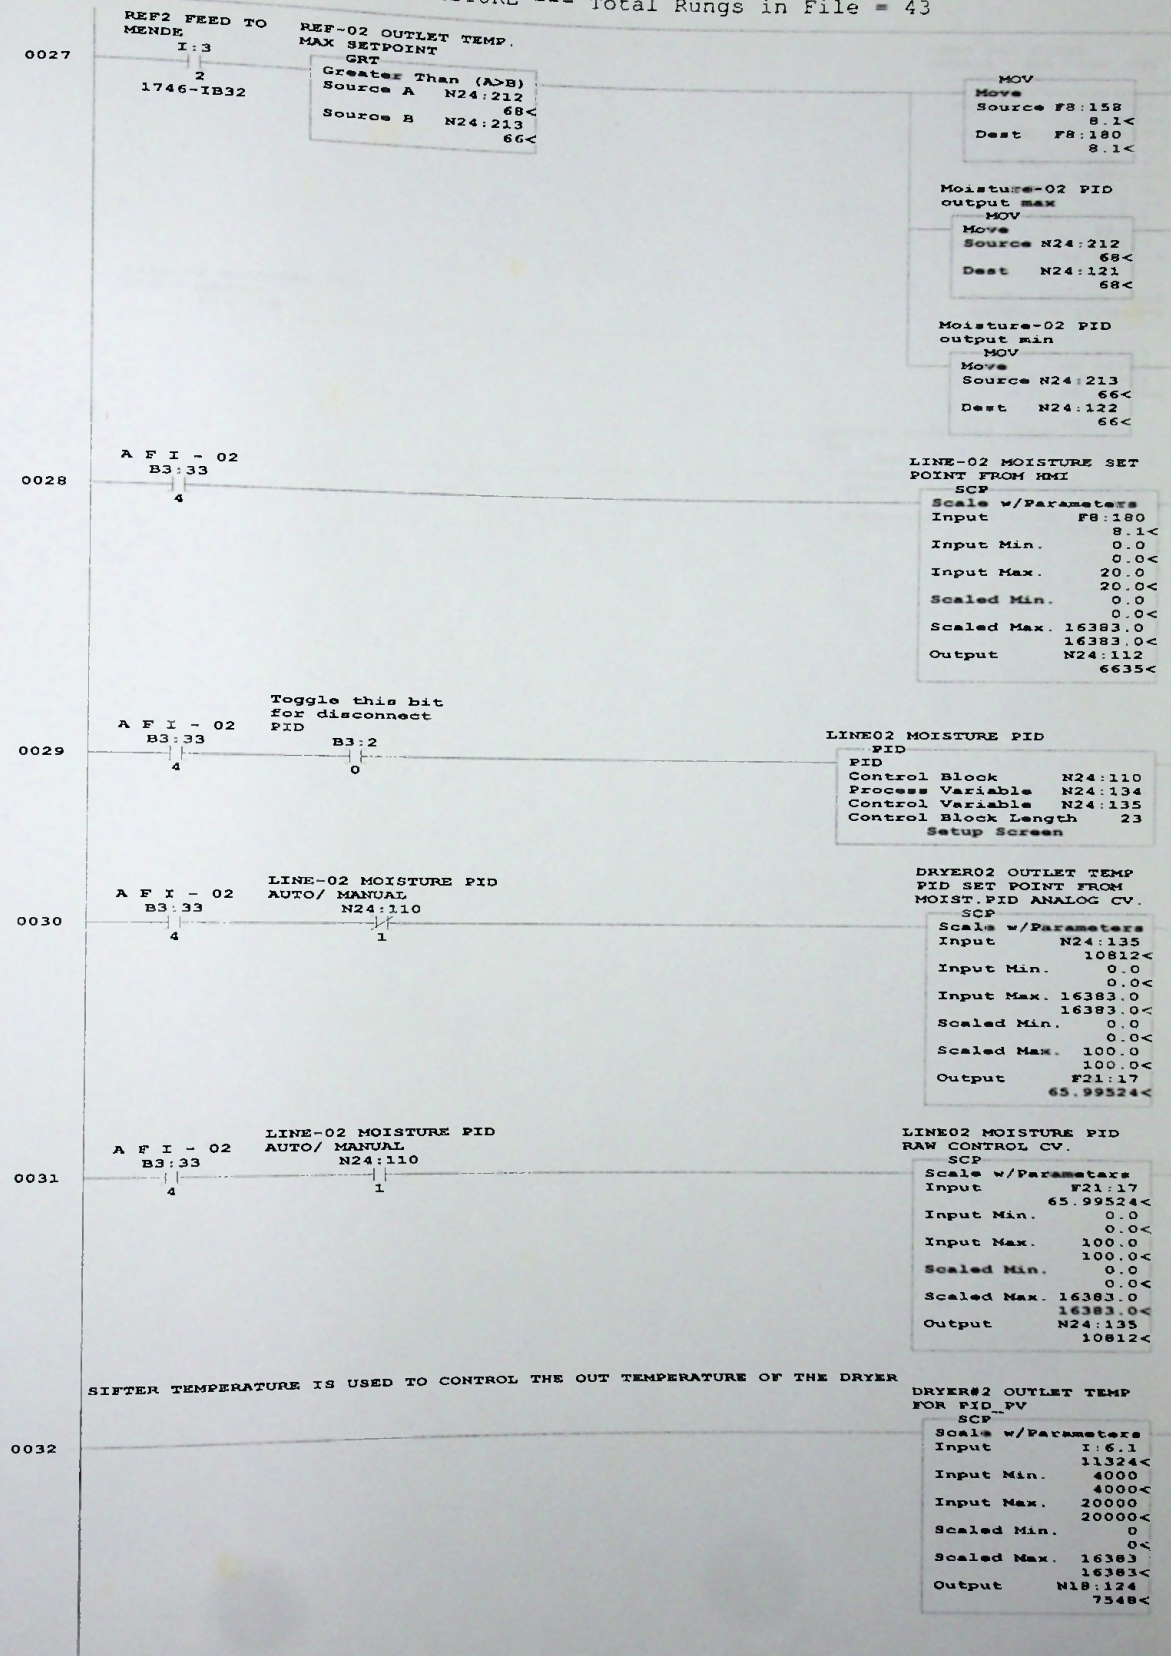 Total Rungs in File = 43
REF2 FEED TO
MENDE
I:3
2
1746-IB32
REF-02 OUTLET TEMP.
MAX SETPOINT
GRT
Greater Than (A>B)
Source A N24:212
68<
Source B N24:213
66<
0027
MOV
Move
Source F8:158
8.1<
Dest F8:180
8.1<
Moisture-02 PID
output max
MOV
Move
Source N24:212
68<
Dest N24:121
68<
Moisture-02 PID
output min
MOV
Move
Source N24:213
66<
Dest N24:122
66<
0028
A F I - 02
B3:33
4
LINE-02 MOISTURE SET
POINT FROM HMI
SCP
Scale w/Parameters
Input F8:180
8.1<
Input Min. 0.0
0.0<
Input Max. 20.0
20.0<
Scaled Min. 0.0
0.0<
Scaled Max. 16383.0
16383.0<
Output N24:112
6635<
0029
A F I - 02
B3:33
4
Toggle this bit
for disconnect
PID
B3:2
0
LINE02 MOISTURE PID
PID
PID
Control Block N24:110
Process Variable N24:134
Control Variable N24:135
Control Block Length 23
Setup Screen
0030
A F I - 02
B3:33
4
LINE-02 MOISTURE PID
AUTO/ MANUAL
N24:110
1
DRYER02 OUTLET TEMP
PID SET POINT FROM
MOIST.PID ANALOG CV.
SCP
Scale w/Parameters
Input N24:135
10812<
Input Min. 0.0
0.0<
Input Max. 16383.0
16383.0<
Scaled Min. 0.0
0.0<
Scaled Max. 100.0
100.0<
Output F21:17
65.99524<
0031
A F I - 02
B3:33
4
LINE-02 MOISTURE PID
AUTO/ MANUAL
N24:110
1
LINE02 MOISTURE PID
RAW CONTROL CV.
SCP
Scale w/Parameters
Input F21:17
65.99524<
Input Min. 0.0
0.0<
Input Max. 100.0
100.0<
Scaled Min. 0.0
0.0<
Scaled Max. 16383.0
16383.0<
Output N24:135
10812<
SIFTER TEMPERATURE IS USED TO CONTROL THE OUT TEMPERATURE OF THE DRYER
0032
DRYER#2 OUTLET TEMP
FOR PID_PV
SCP
Scale w/Parameters
Input I:6.1
11324<
Input Min. 4000
4000<
Input Max. 20000
20000<
Scaled Min. 0
0<
Scaled Max. 16383
16383<
Output N18:124
7548<